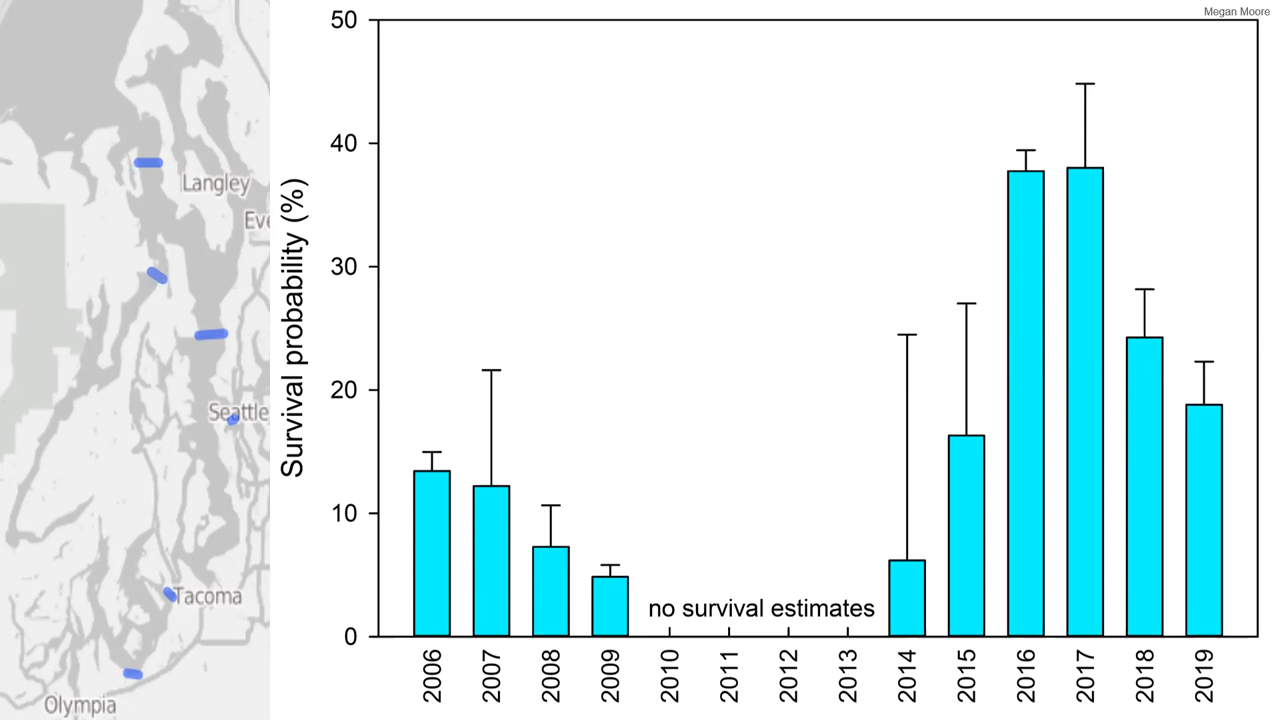 Megan Moore
Langley
Eve
Seattle
Tacoma
Olympia
Survival probability (%)
50
40
30
20
10
0
no survival estimates
2006
2007
2008
2009
2010
2011
2012
2013
2014
2015
2016
2017
2018
2019